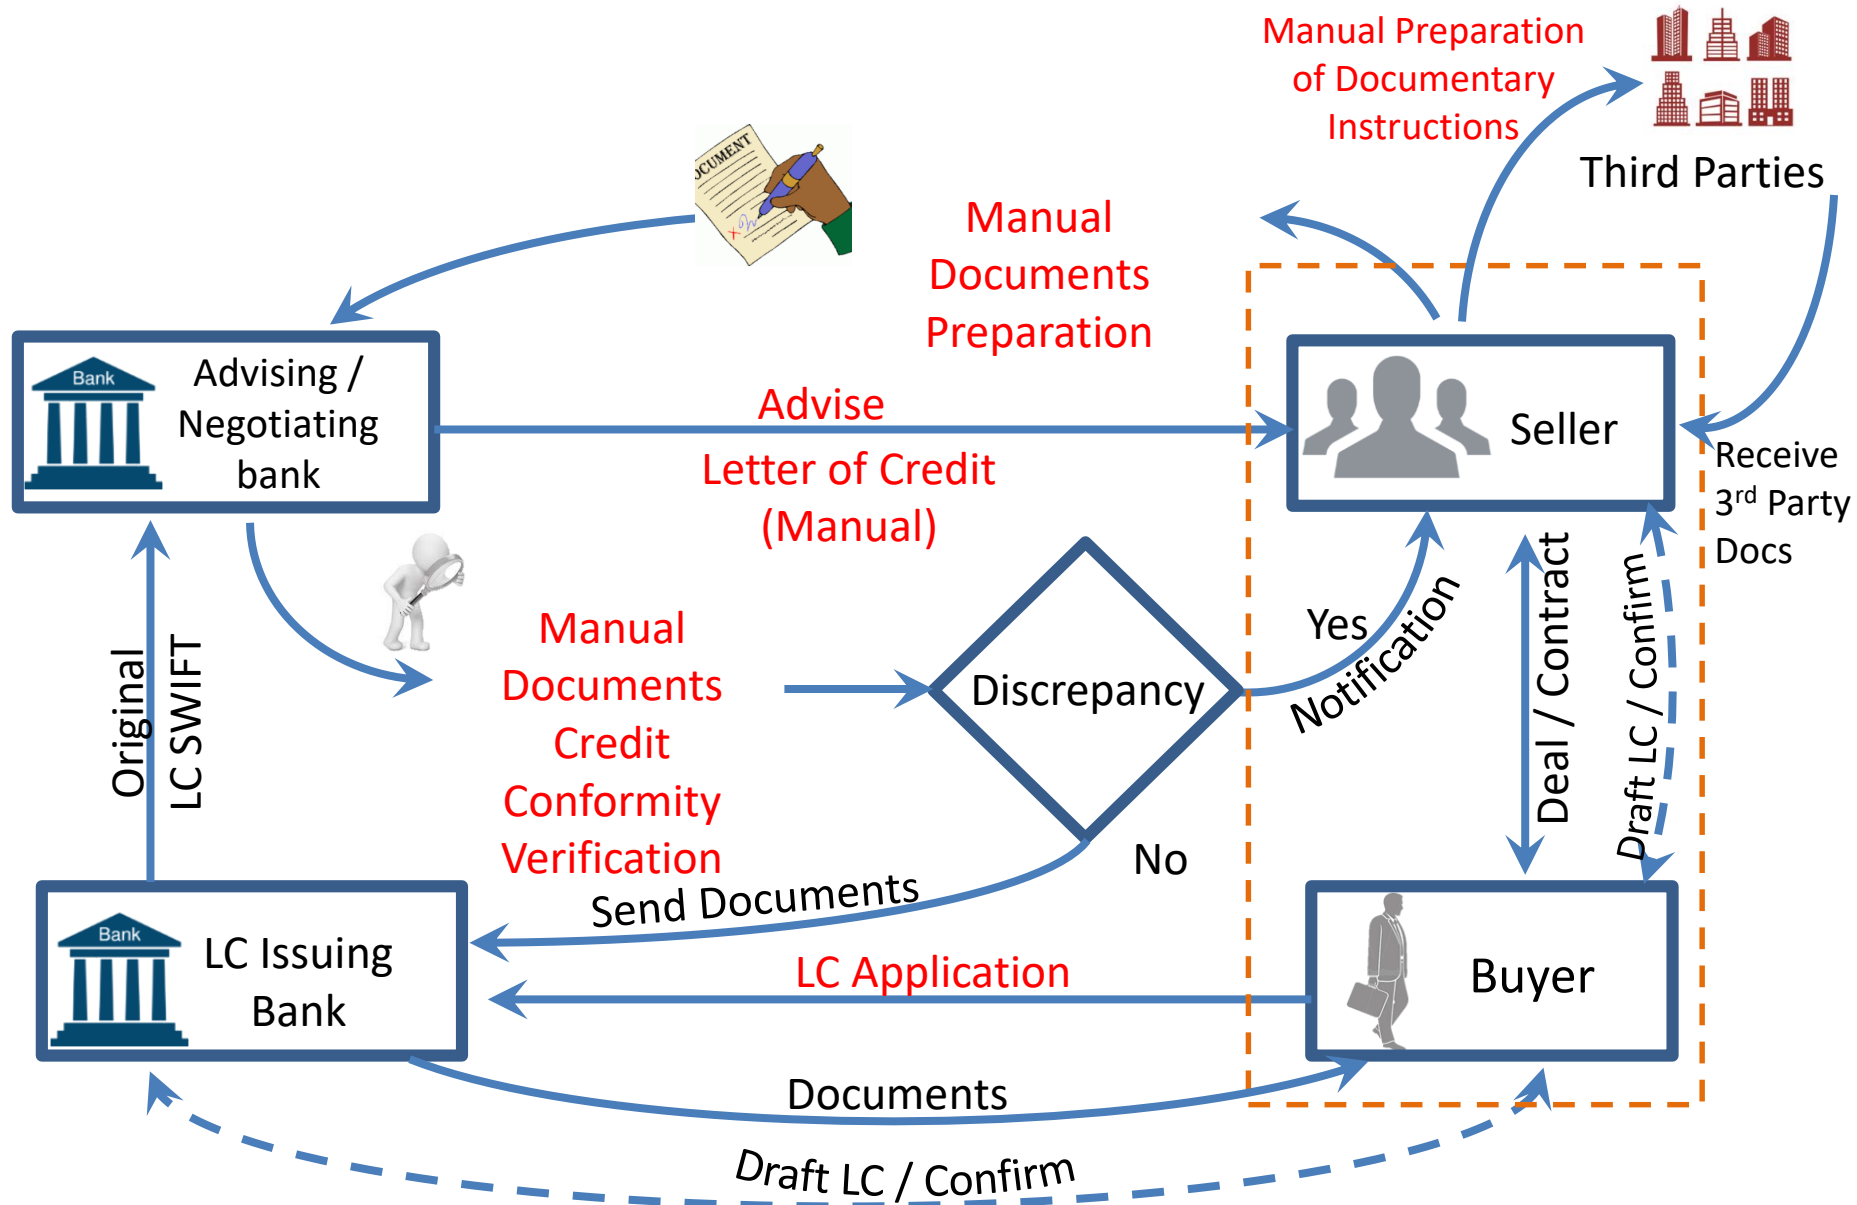 Manual Preparation
of Documentary
Instructions
Third Parties
OCUMENT
x
Manual
Documents
Preparation
Bank
Advising /
Negotiating
bank
Advise
Letter of Credit
(Manual)
Seller
Receive
3rd Party
Docs
Original
LC SWIFT
Manual
Documents
Credit
Conformity
Verification
Discrepancy
Yes
Notification
Deal / Contract
Draft LC / Confirm
No
Send Documents
Bank
LC Issuing
Bank
LC Application
Buyer
Documents
Draft LC / Confirm